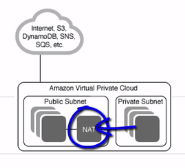 Internet, S3,
DynamoDB, SNS,
SQS, etc.
Amazon Virtual Private Cloud
Public Subnet
Private Subnet
NAT